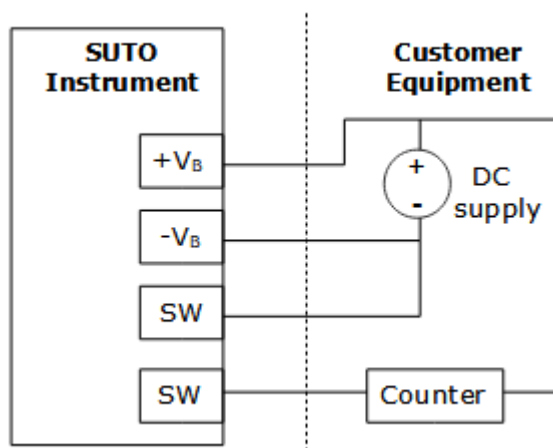 SUTO
Instrument
Customer
Equipment
+VB
+
-
DC
supply
-VB
SW
SW
Counter